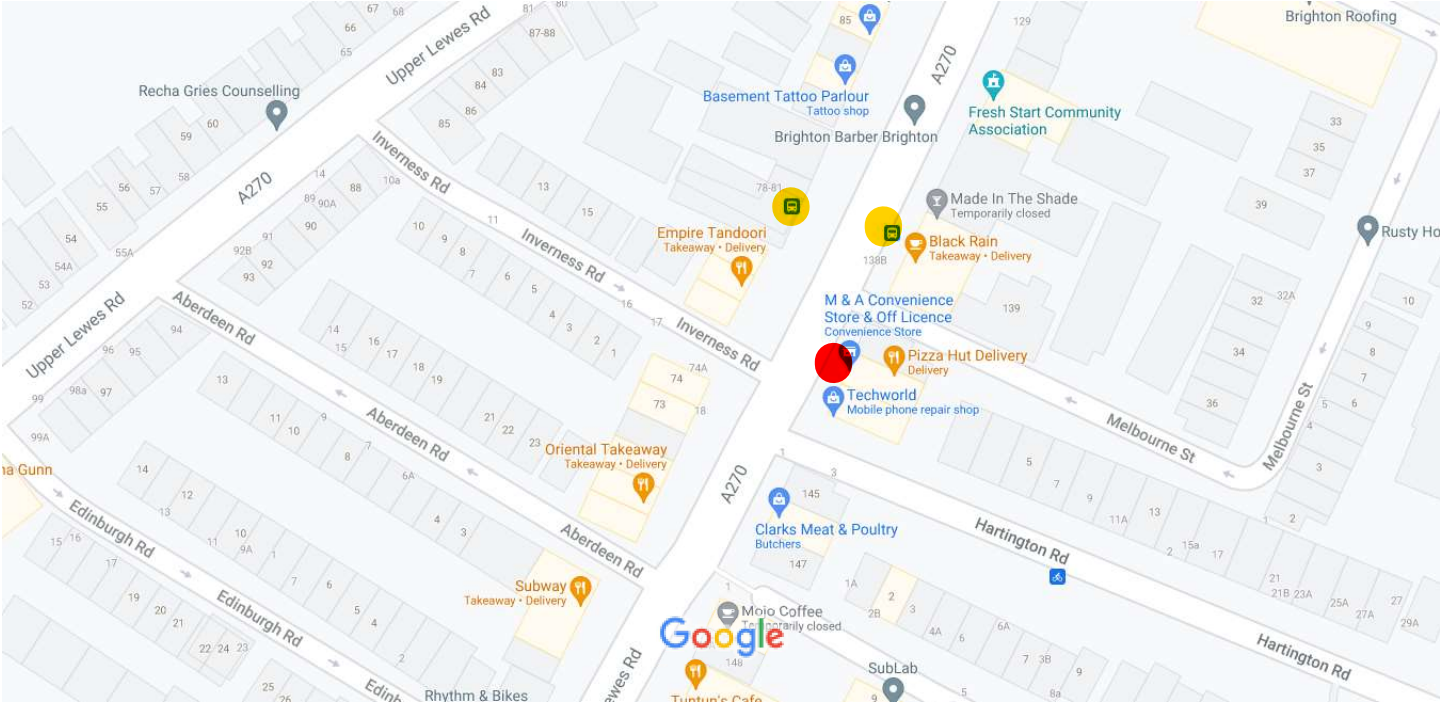 67
68
81
80
66
65
87-88
Upper Lewes Rd
85
129
A270
Brighton Roofing
83
84
86
85
Recha Gries Counselling
60
59
Basement Tattoo Parlour
Tattoo shop
Brighton Barber Brighton
Fresh Start Community
Association
33
35
37
Inverness Rd
58
57
56
55
A270
14
88
10a
89
90A
90
91
92B
92
93
13
15
78-81
39
Made In The Shade
Temporarily closed
54
54A
53
52
55A
10
9
8
7
6
5
4
3
2
1
11
Inverness Rd
16
17
Empire Tandoori
Takeaway • Delivery
138B
Black Rain
Takeaway • Delivery
Rusty Ho
Upper Lewes Rd
Aberdeen Rd
94
96
95
98a
97
99
99A
M & A Convenience
Store & Off Licence
Convenience Store
139
32
32A
34
36
10
9
8
7
6
5
4
3
2
Inverness Rd
14
15
16
17
18
19
74A
74
73
18
Pizza Hut Delivery
Delivery
Techworld
Mobile phone repair shop
Melbourne St
Melbourne St
13
11
10
9
7
8
6A
Aberdeen Rd
21
22
23
Oriental Takeaway
Takeaway • Delivery
A270
1
3
5
7
9
11A
13
1
2
15a
17
na Gunn
14
12
13
11
10
9A
1
7
6
5
4
2
4
3
Edinburgh Rd
15
16
Aberdeen Rd
145
Clarks Meat & Poultry
Butchers
147
Hartington Rd
21
21B
23A
25A
27A
27
29A
19
20
21
22
24
23
Edinburgh Rd
Subway
Takeaway • Delivery
1
Mojo Coffee
Temporarily closed
Google
148
1A
2B
2
3
4A
6
6A
7
3B
9
8a
5
Hartington Rd
25
26
Edinb
Rhythm & Bikes
ewes Rd
Tuntun's Cafe
SubLab
9